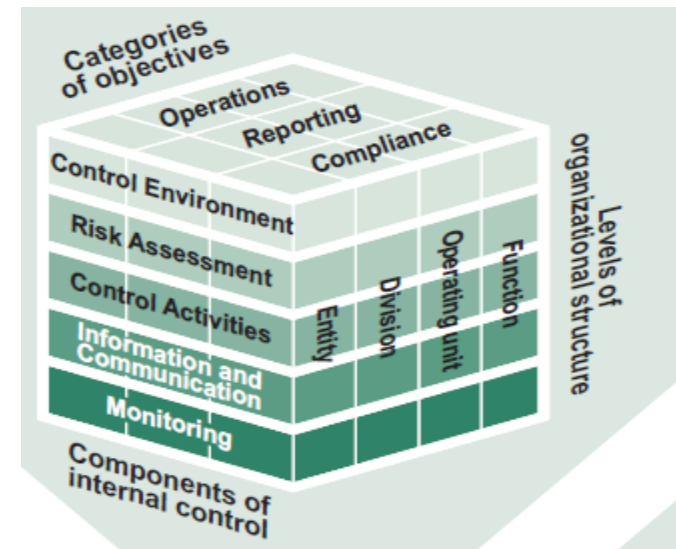 Categories
of objectives
Operations
Reporting
Compliance
Control Environment
Risk Assessment
Control Activities
Information and
Communication
Monitoring
Components of
internal control
Entity
Division
Operating unit
Function
Levels of
organizational structure